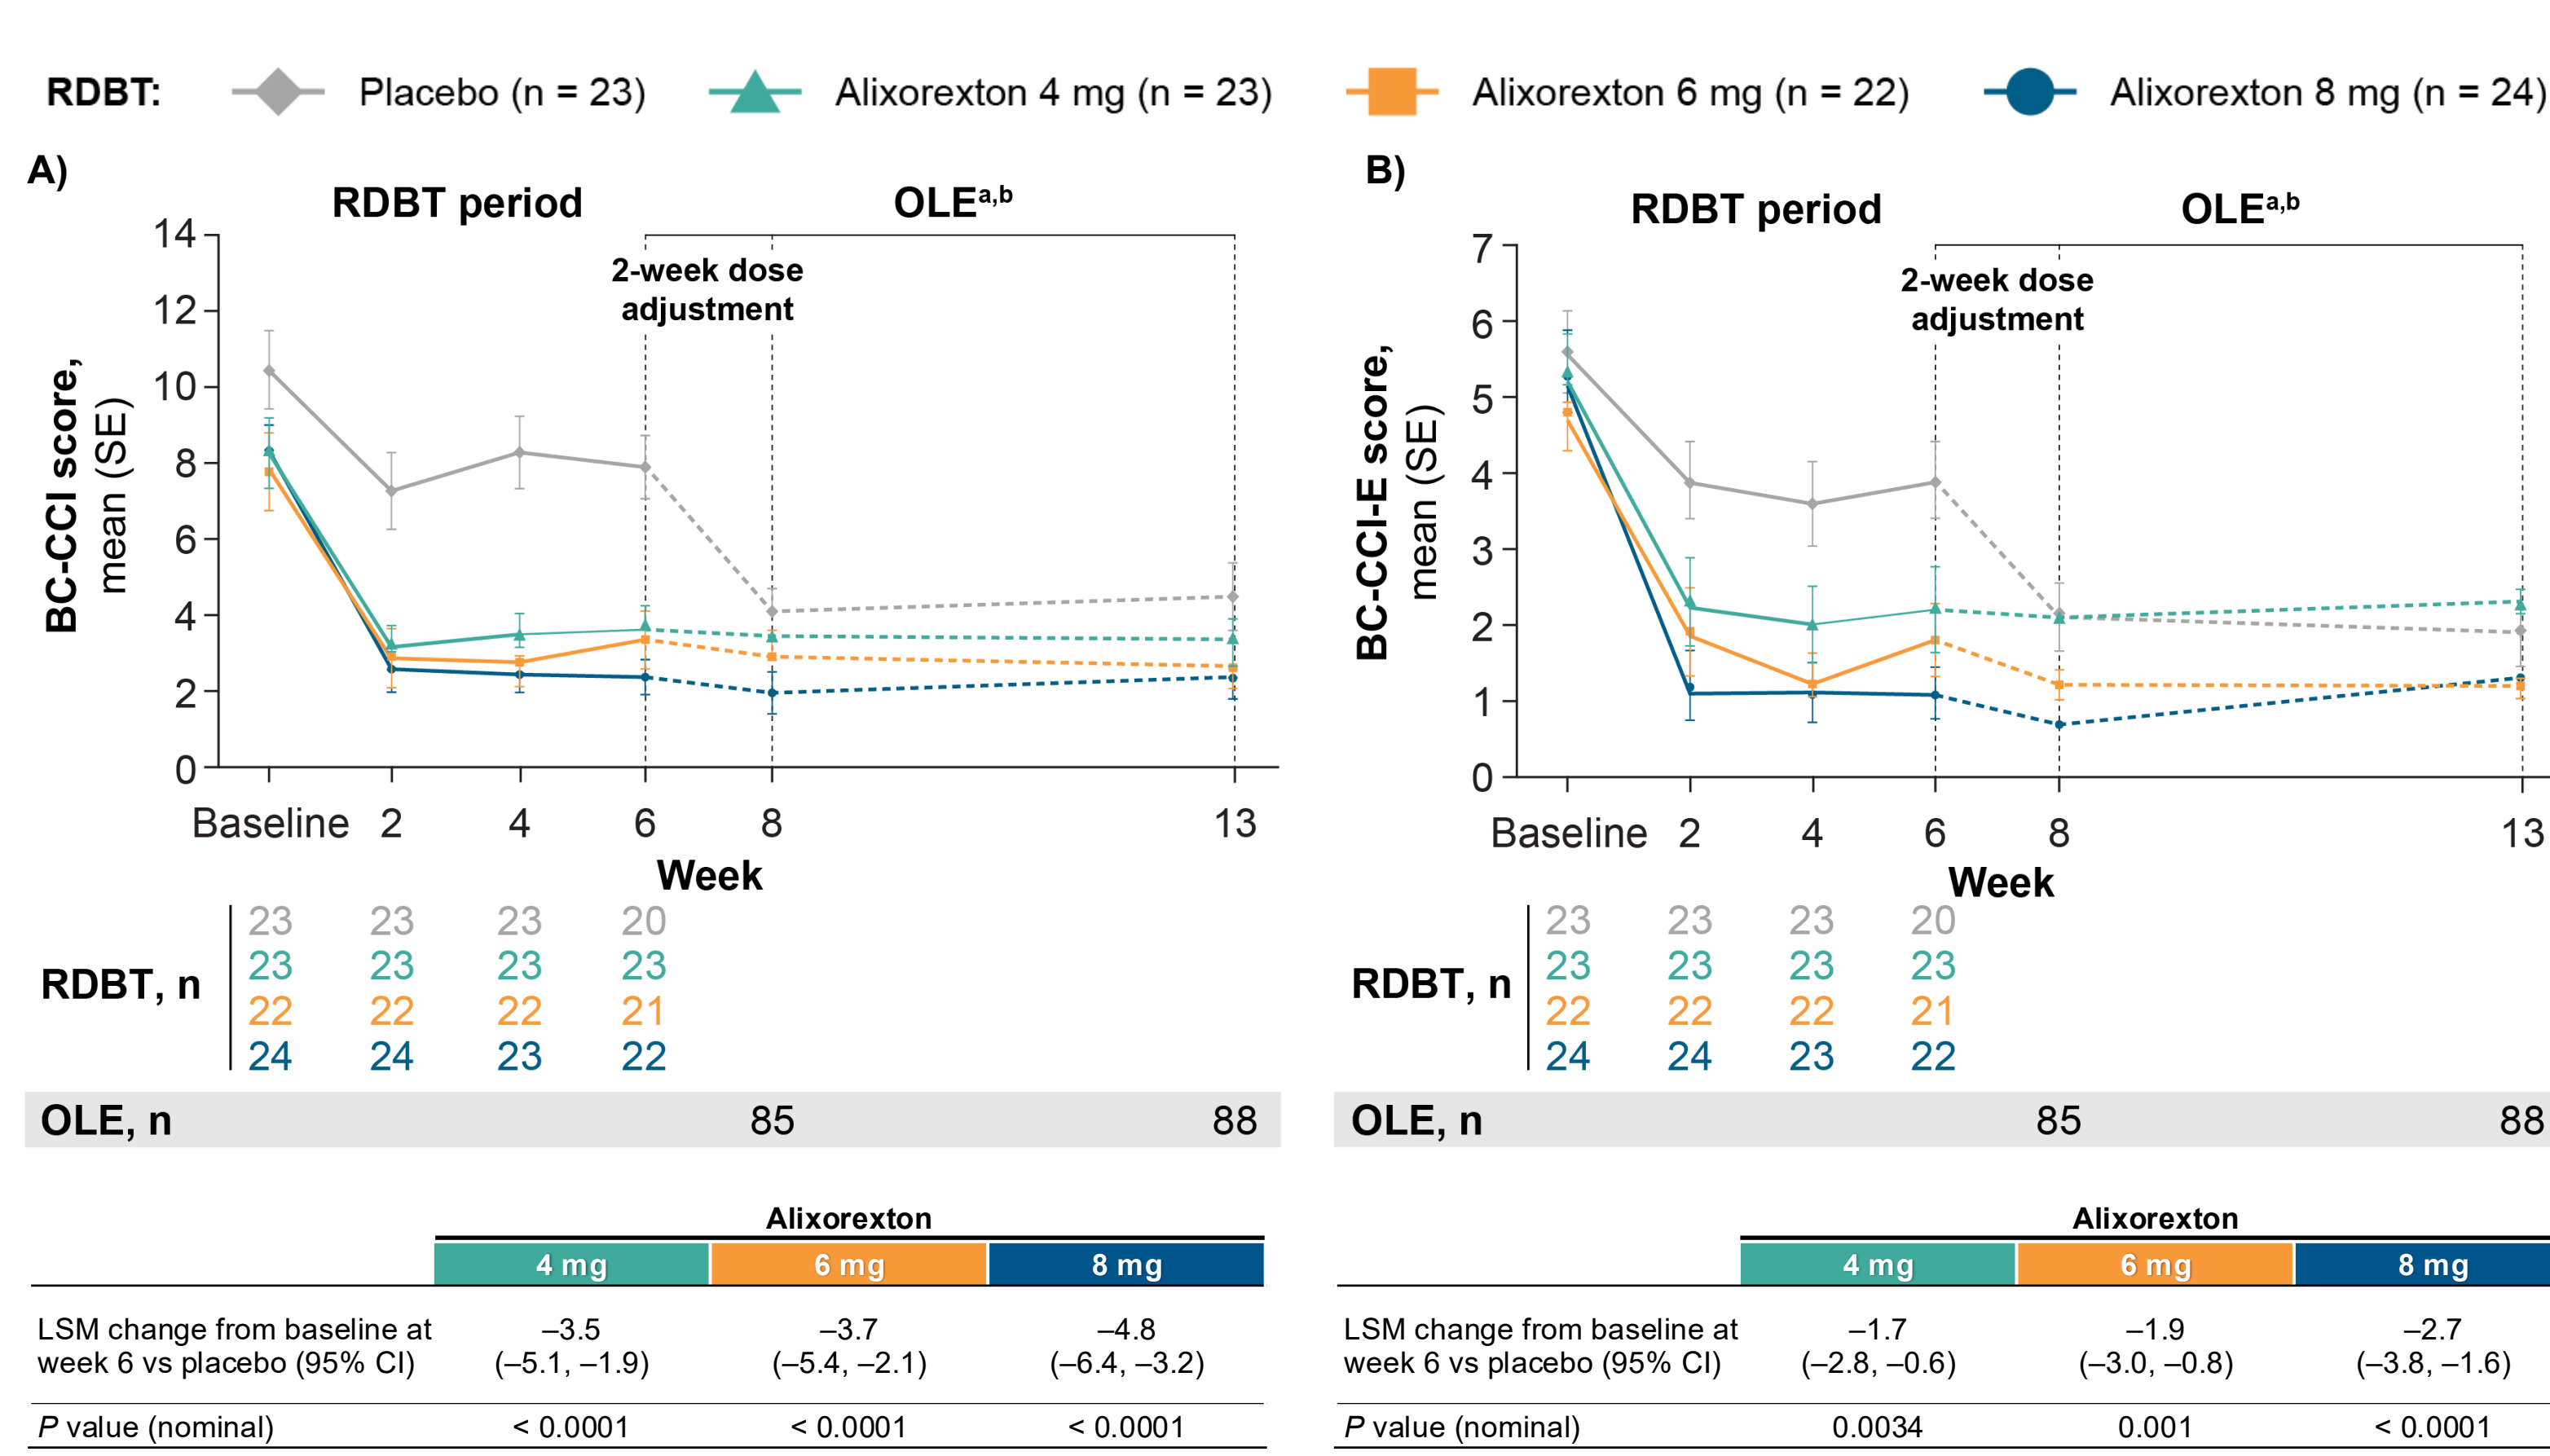 RDBT: Placebo (n = 23) Alixorexton 4 mg (n = 23) Alixorexton 6 mg (n = 22) Alixorexton 8 mg (n = 24)
A)
RDBT period OLEa,b
2-week dose
adjustment
BC-CCI score,
mean (SE)
14
12
10
8
6
4
2
0
Baseline 2 4 6 8 13
Week
RDBT, n
23 23 23 20
23 23 23 23
22 22 22 21
24 24 23 22
OLE, n 85 88
Alixorexton
4 mg 6 mg 8 mg
LSM change from baseline at
week 6 vs placebo (95% CI)
–3.5 –3.7 –4.8
(–5.1, –1.9) (–5.4, –2.1) (–6.4, –3.2)
P value (nominal) < 0.0001 < 0.0001 < 0.0001
B)
RDBT period OLEa,b
2-week dose
adjustment
BC-CCI-E score,
mean (SE)
7
6
5
4
3
2
1
0
Baseline 2 4 6 8 13
Week
RDBT, n
23 23 23 20
23 23 23 23
22 22 22 21
24 24 23 22
OLE, n 85 88
Alixorexton
4 mg 6 mg 8 mg
LSM change from baseline at
week 6 vs placebo (95% CI)
–1.7 –1.9 –2.7
(–2.8, –0.6) (–3.0, –0.8) (–3.8, –1.6)
P value (nominal) 0.0034 0.001 < 0.0001